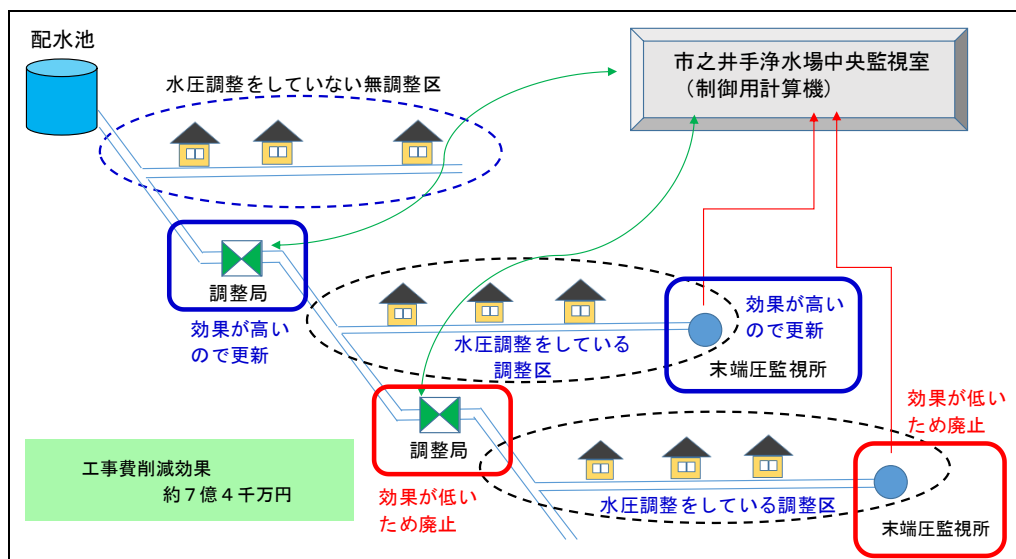 配水池
水圧調整をしていない無調整区
市之井手浄水場中央監視室
（制御用計算機）
調整局
効果が高い
ので更新
水圧調整をしている
調整区
効果が高い
ので更新
末端圧監視所
調整局
効果が低い
ため廃止
水圧調整をしている調整区
効果が低い
ため廃止
末端圧監視所
工事費削減効果
約７億４千万円